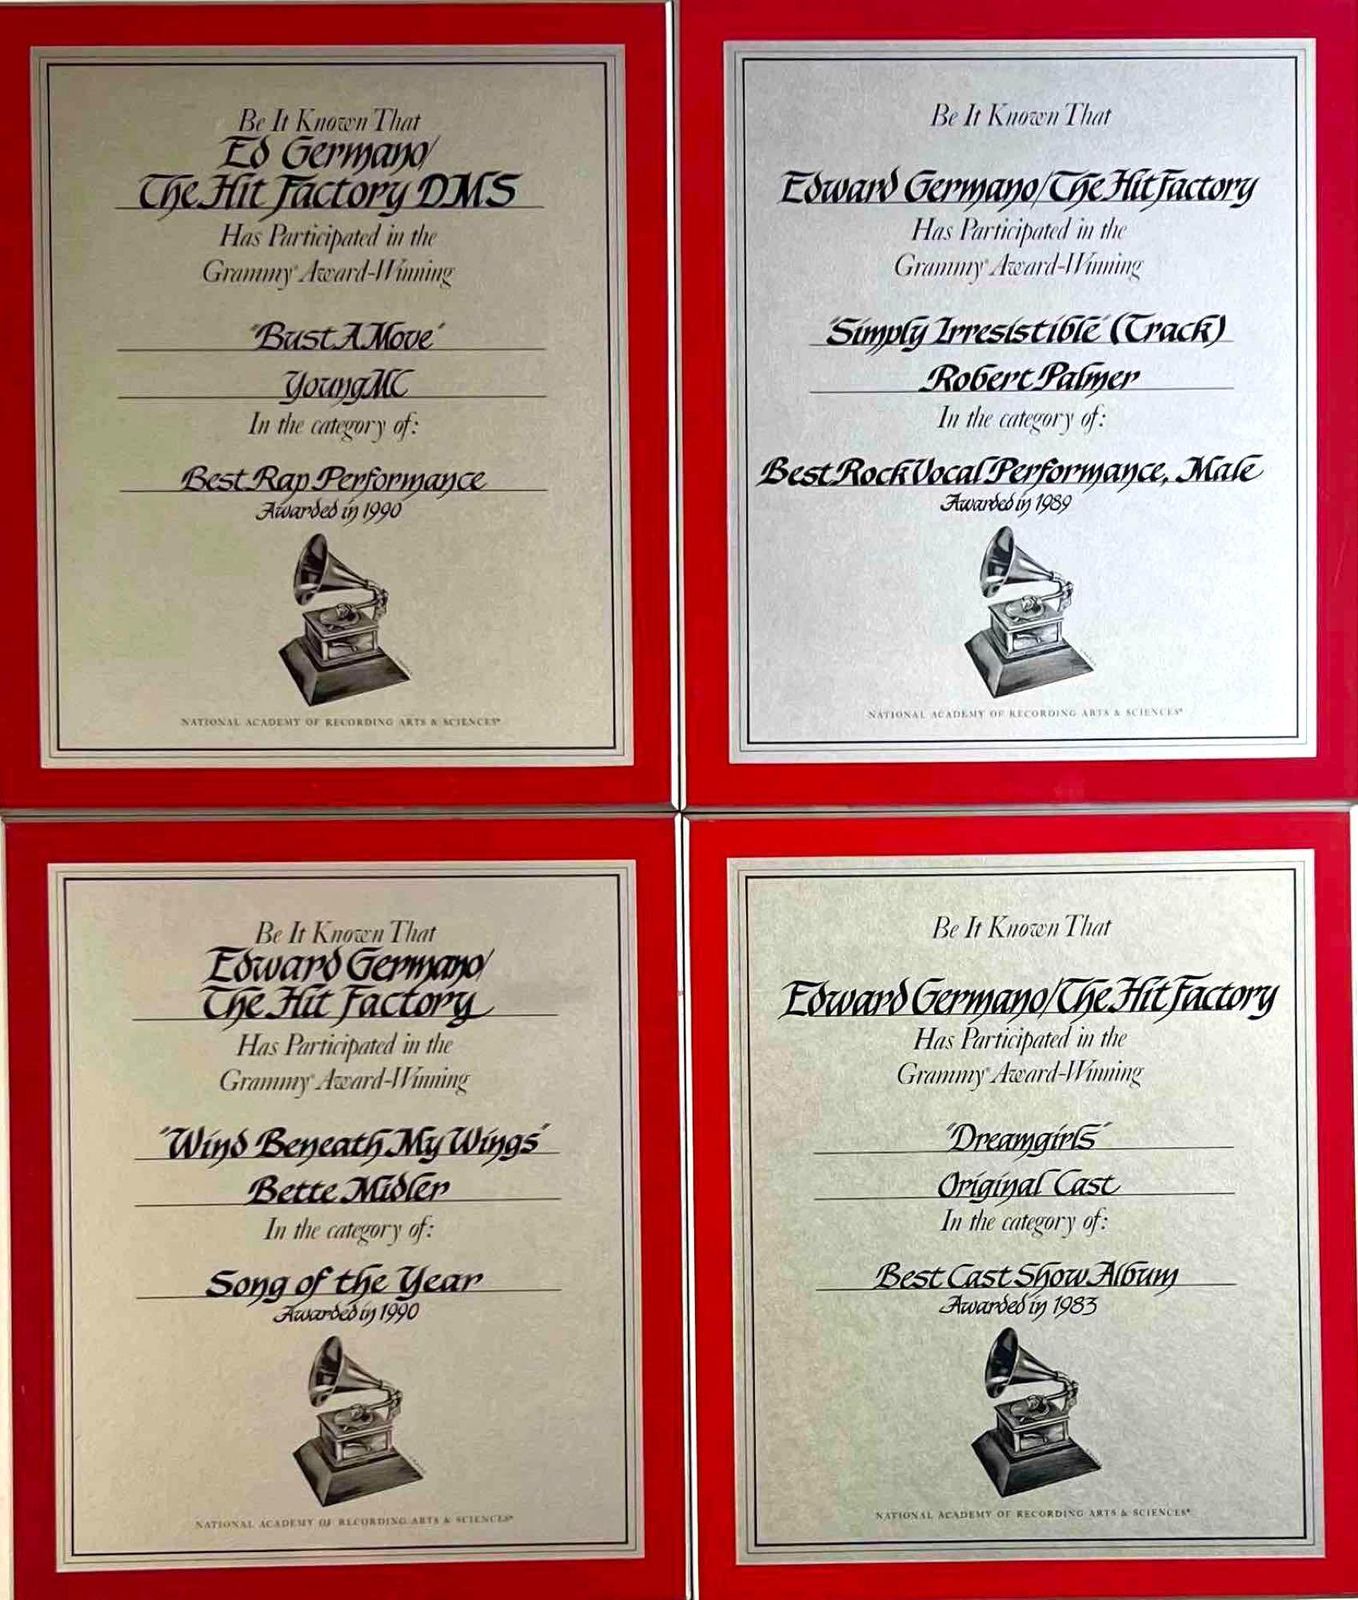 Be It Known That
Ed Germano/
The Hit Factory DMS
Has Participated in the
Grammy® Award-Winning
"Bust A Move"
Young MC
In the category of:
Best Rap Performance
Awarded in 1990
NATIONAL ACADEMY OF RECORDING ARTS & SCIENCES®
Be It Known That
Edward Germano/The Hit Factory
Has Participated in the
Grammy® Award-Winning
"Simply Irresistible" (Track)
Robert Palmer
In the category of:
Best Rock Vocal Performance, Male
Awarded in 1989
NATIONAL ACADEMY OF RECORDING ARTS & SCIENCES®
Be It Known That
Edward Germano/
The Hit Factory
Has Participated in the
Grammy® Award-Winning
"Wind Beneath My Wings"
Bette Midler
In the category of:
Song of the Year
Awarded in 1990
NATIONAL ACADEMY OF RECORDING ARTS & SCIENCES®
Be It Known That
Edward Germano/The Hit Factory
Has Participated in the
Grammy® Award-Winning
"Dreamgirls"
Original Cast
In the category of:
Best Cast Show Album
Awarded in 1983
NATIONAL ACADEMY OF RECORDING ARTS & SCIENCES®